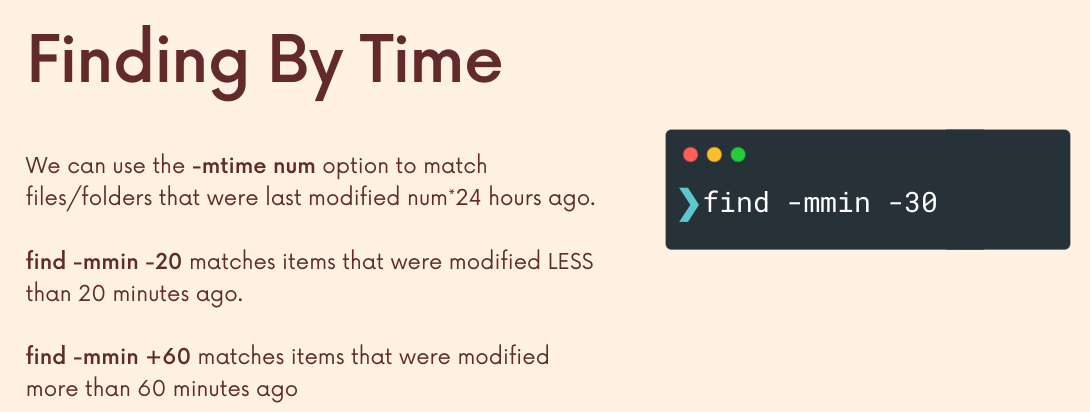 Finding By Time
We can use the -mtime num option to match
files/folders that were last modified num*24 hours ago.
find -mmin -20 matches items that were modified LESS
than 20 minutes ago.
find -mmin +60 matches items that were modified
more than 60 minutes ago
❯find -mmin -30